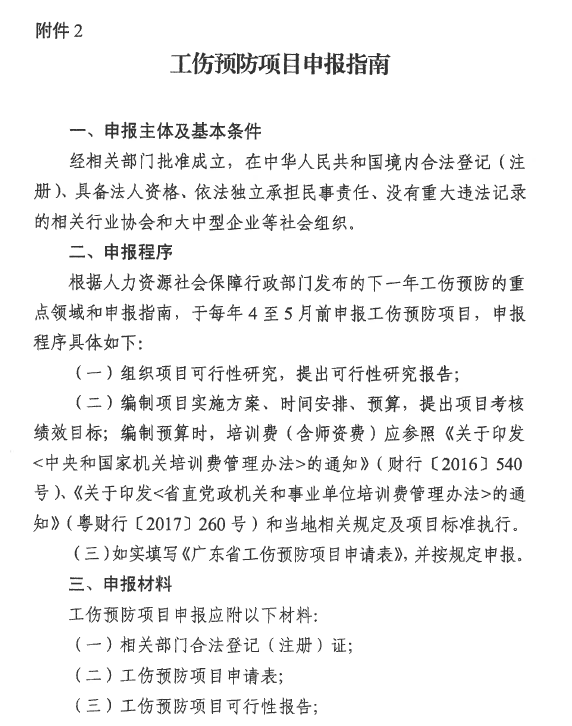 附件 2
工伤预防项目申报指南
一、申报主体及基本条件
经相关部门批准成立，在中华人民共和国境内合法登记（注
册）、具备法人资格、依法独立承担民事责任、没有重大违法记录
的相关行业协会和大中型企业等社会组织。
二、申报程序
根据人力资源社会保障行政部门发布的下一年工伤预防的重
点领域和申报指南，于每年 4 至 5 月前申报工伤预防项目，申报
程序具体如下：
（一）组织项目可行性研究，提出可行性研究报告；
（二）编制项目实施方案、时间安排、预算，提出项目考核
绩效目标；编制预算时，培训费（含师资费）应参照《关于印发
<中央和国家机关培训费管理办法>的通知》（财行〔2016〕540
号）、《关于印发<省直党政机关和事业单位培训费管理办法>的通
知》（粤财行〔2017〕260 号）和当地相关规定及项目标准执行。
（三）如实填写《广东省工伤预防项目申请表》，并按规定申报。
三、申报材料
工伤预防项目申报应附以下材料：
（一）相关部门合法登记（注册）证；
（二）工伤预防项目申请表；
（三）工伤预防项目可行性报告；